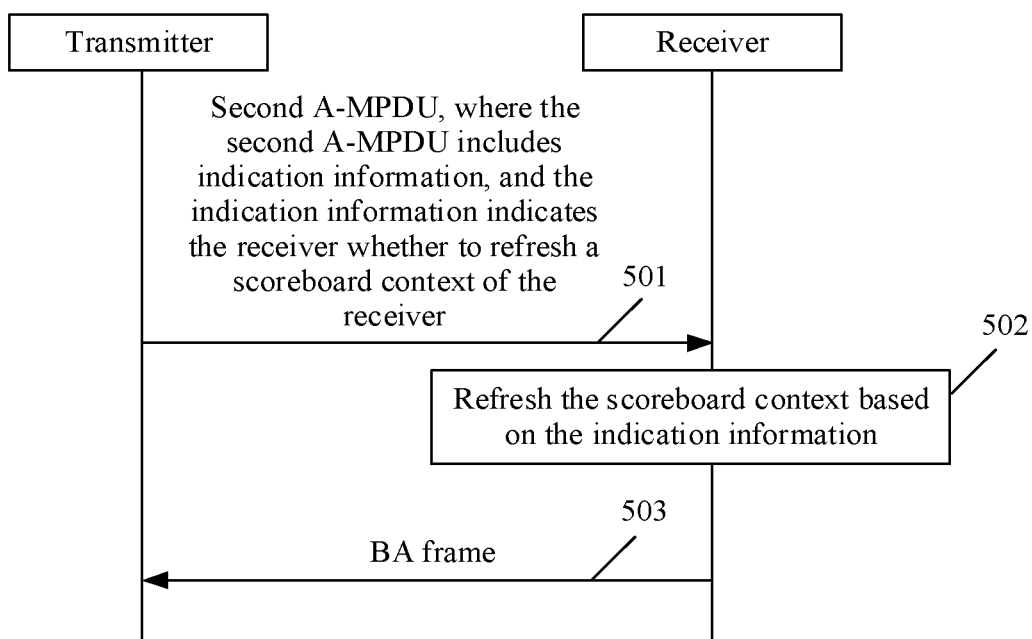 Transmitter
Receiver
Second A-MPDU, where the
second A-MPDU includes
indication information, and the
indication information indicates
the receiver whether to refresh a
scoreboard context of the
receiver
501
502
Refresh the scoreboard context based
on the indication information
503
BA frame